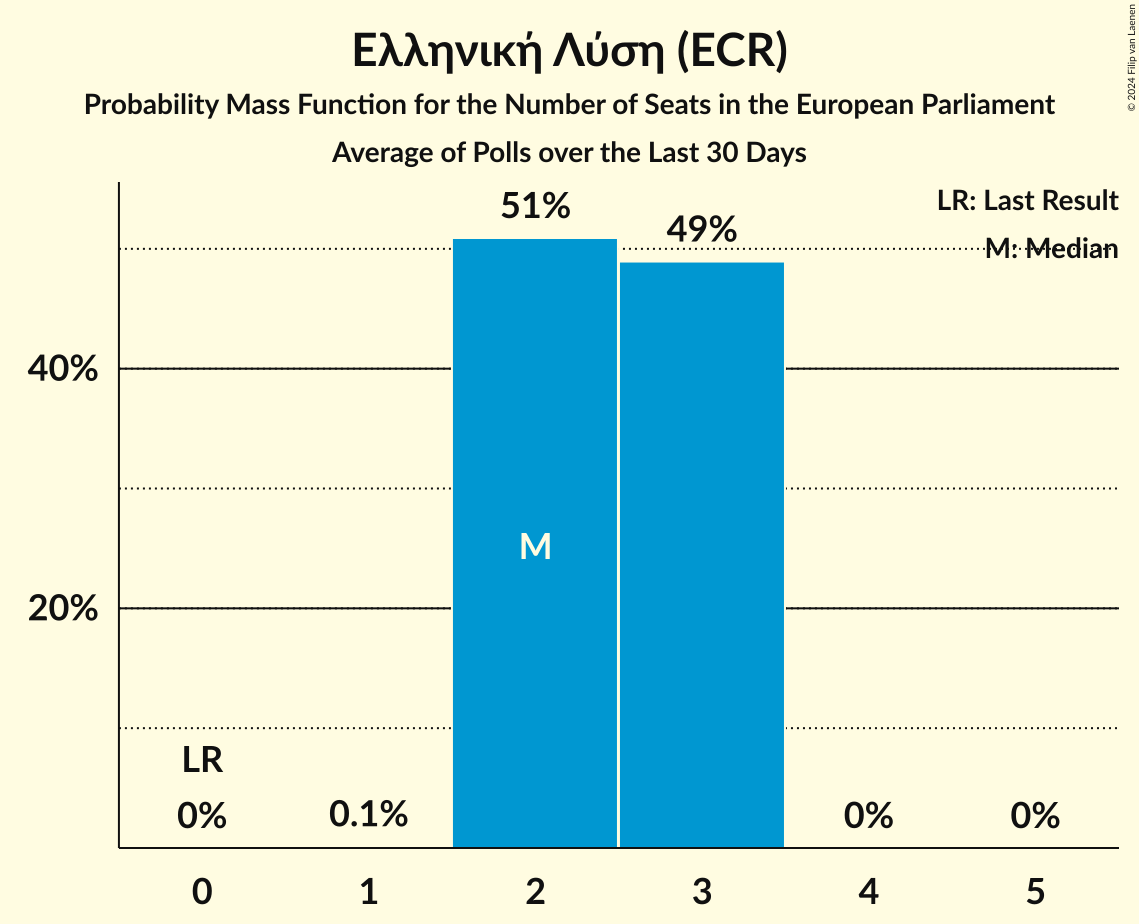 Ελληνική Λύση (ECR)
Probability Mass Function for the Number of Seats in the European Parliament
Average of Polls over the Last 30 Days
© 2024 Filip van Laenen
LR: Last Result
M: Median
51%
49%
40%
20%
M
LR
0%
0.1%
0%
0%
0
1
2
3
4
5